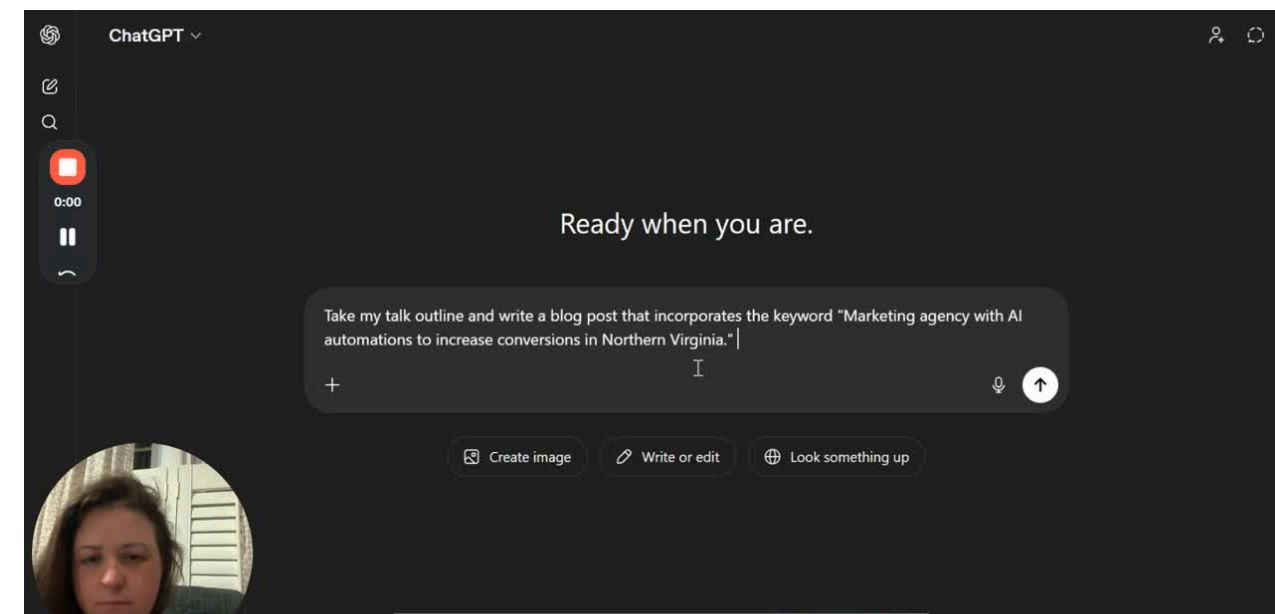 ChatGPT
0:00
Ready when you are.
Take my talk outline and write a blog post that incorporates the keyword "Marketing agency with AI
automations to increase conversions in Northern Virginia."
Create image
Write or edit
Look something up